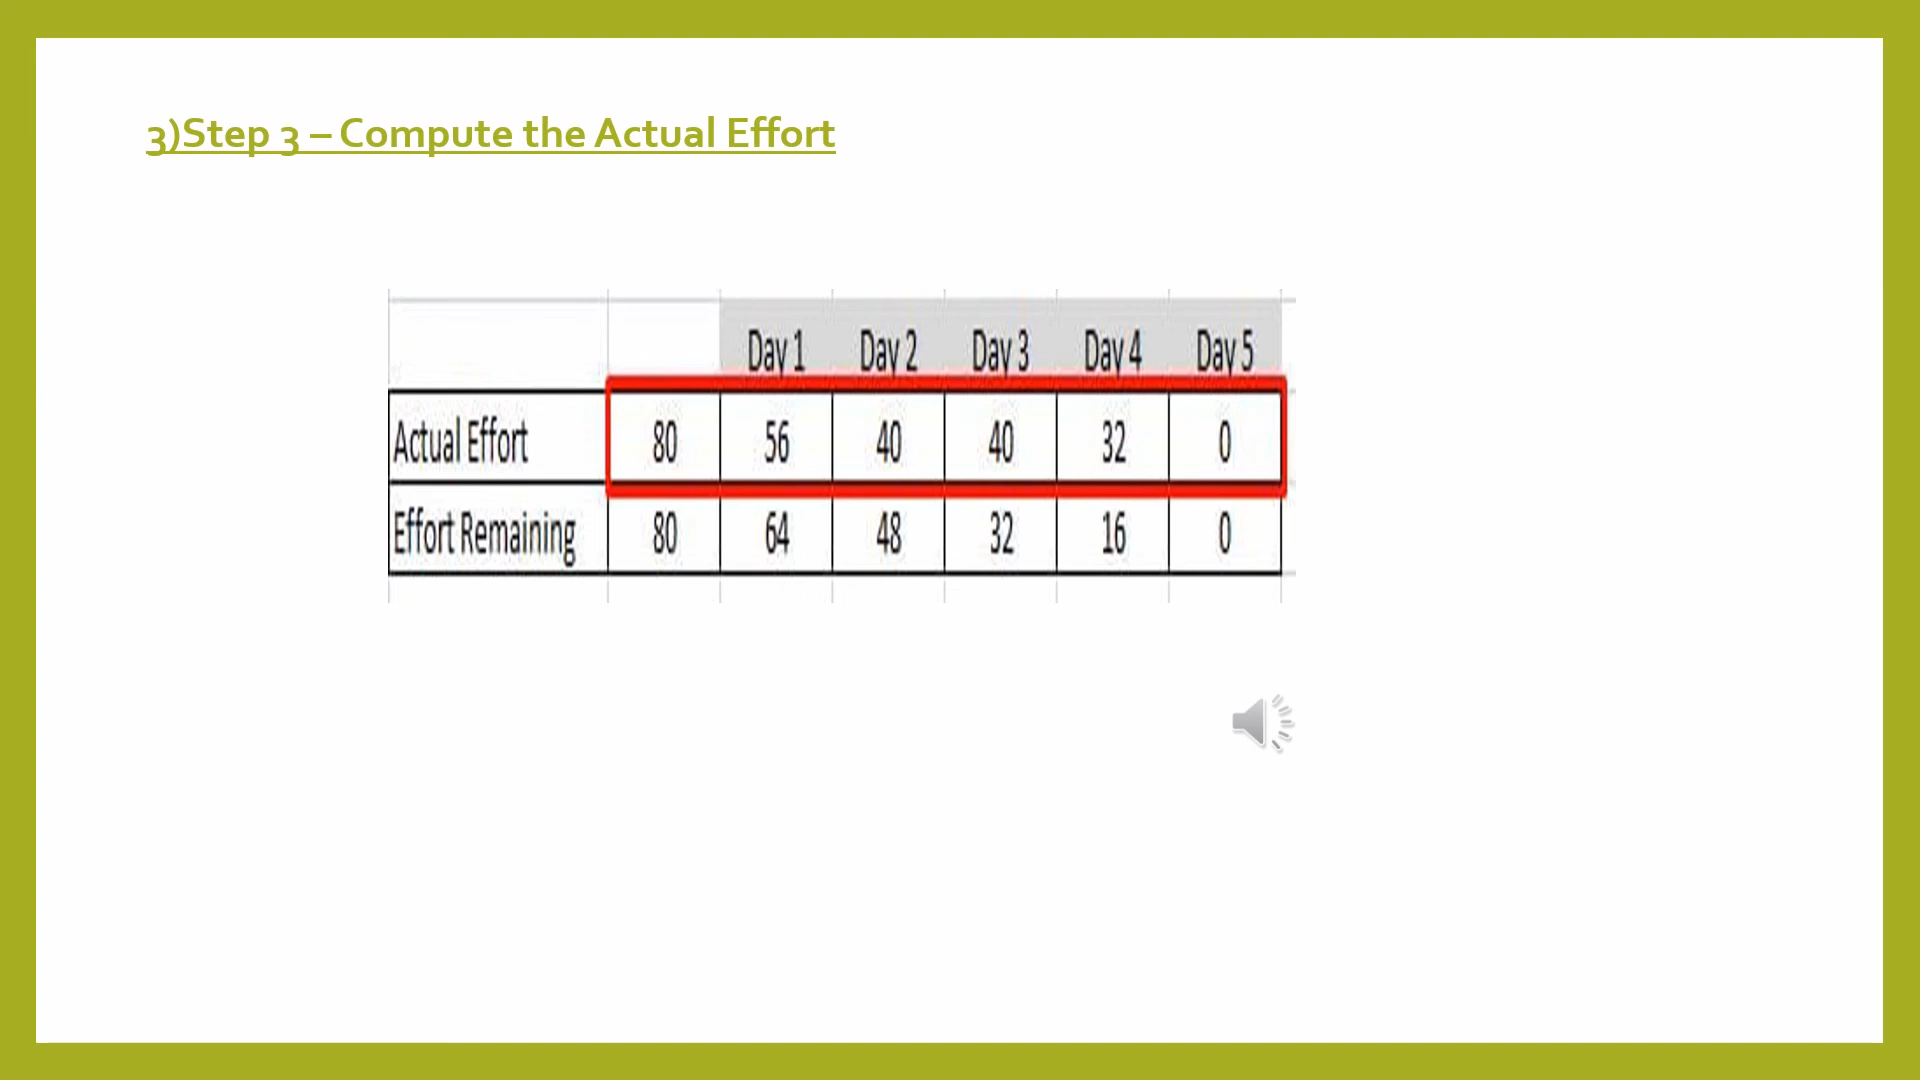 3)Step 3 – Compute the Actual Effort
Day 1 Day 2 Day 3 Day 4 Day 5
Actual Effort 80 56 40 40 32 0
Effort Remaining 80 64 48 32 16 0